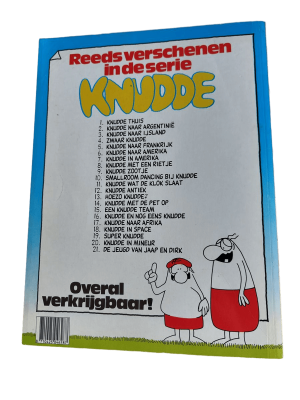 Reeds verschenen
in de serie
KNUDDE
1. KNUDDE THUIS
2. KNUDDE NAAR ARGENTINIË
3. KNUDDE NAAR IJSLAND
4. ZWAAR KNUDDE
5. KNUDDE NAAR FRANKRIJK
6. KNUDDE NAAR AMERIKA
7. KNUDDE IN AMERIKA
8. KNUDDE MET EEN RIETJE
9. KNUDDE ZOOTJE
10. SMALLROOM DANCING BIJ KNUDDE
11. KNUDDE WAT DE KLOK SLAAT
12. KNUDDE ANTIEK
13. HOEZO KNUDDE?
14. KNUDDE MET DE PET OP
15. EEN KNUDDE TEAM
16. KNUDDE EN NOG EENS KNUDDE
17. KNUDDE NAAR AFRIKA
18. KNUDDE IN SPACE
19. SUPER KNUDDE
20. KNUDDE IN MINEUR
21. DE JEUGD VAN JAAP EN DIRK
Overal
verkrijgbaar!